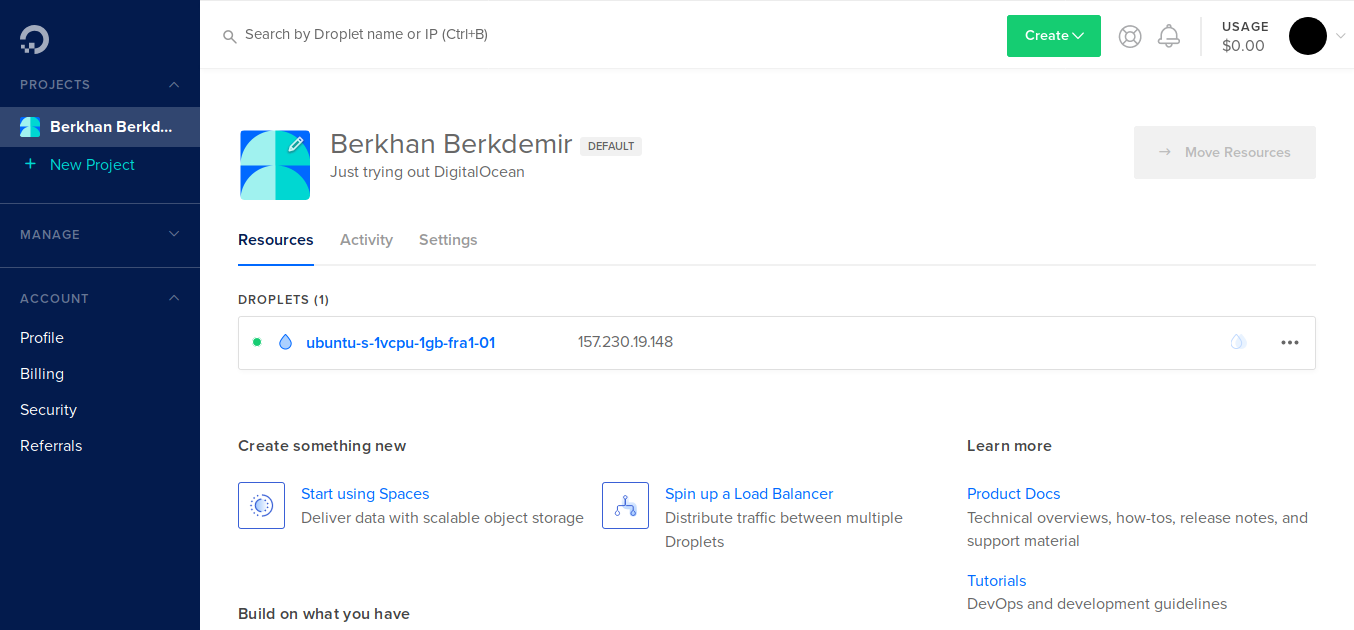 Search by Droplet name or IP (Ctrl+B)
Create
USAGE
$0.00
PROJECTS
Berkhan Berkd...
+ New Project
MANAGE
ACCOUNT
Profile
Billing
Security
Referrals
Berkhan Berkdemir DEFAULT
Just trying out DigitalOcean
→ Move Resources
Resources Activity Settings
DROPLETS (1)
ubuntu-s-1vcpu-1gb-fra1-01 157.230.19.148
Create something new
Start using Spaces
Deliver data with scalable object storage
Spin up a Load Balancer
Distribute traffic between multiple
Droplets
Build on what you have
Learn more
Product Docs
Technical overviews, how-tos, release notes, and
support material
Tutorials
DevOps and development guidelines